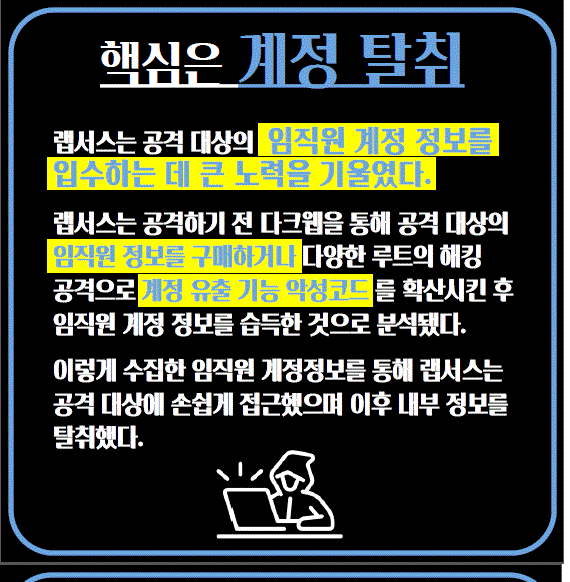 핵심은 계정 탈취
랩서스는 공격 대상의 임직원 계정 정보를
입수하는 데 큰 노력을 기울였다.
랩서스는 공격하기 전 다크웹을 통해 공격 대상의
임직원 정보를 구매하거나 다양한 루트의 해킹
공격으로 계정 유출 기능 악성코드를 확산시킨 후
임직원 계정 정보를 습득한 것으로 분석됐다.
이렇게 수집한 임직원 계정정보를 통해 랩서스는
공격 대상에 손쉽게 접근했으며 이후 내부 정보를
탈취했다.